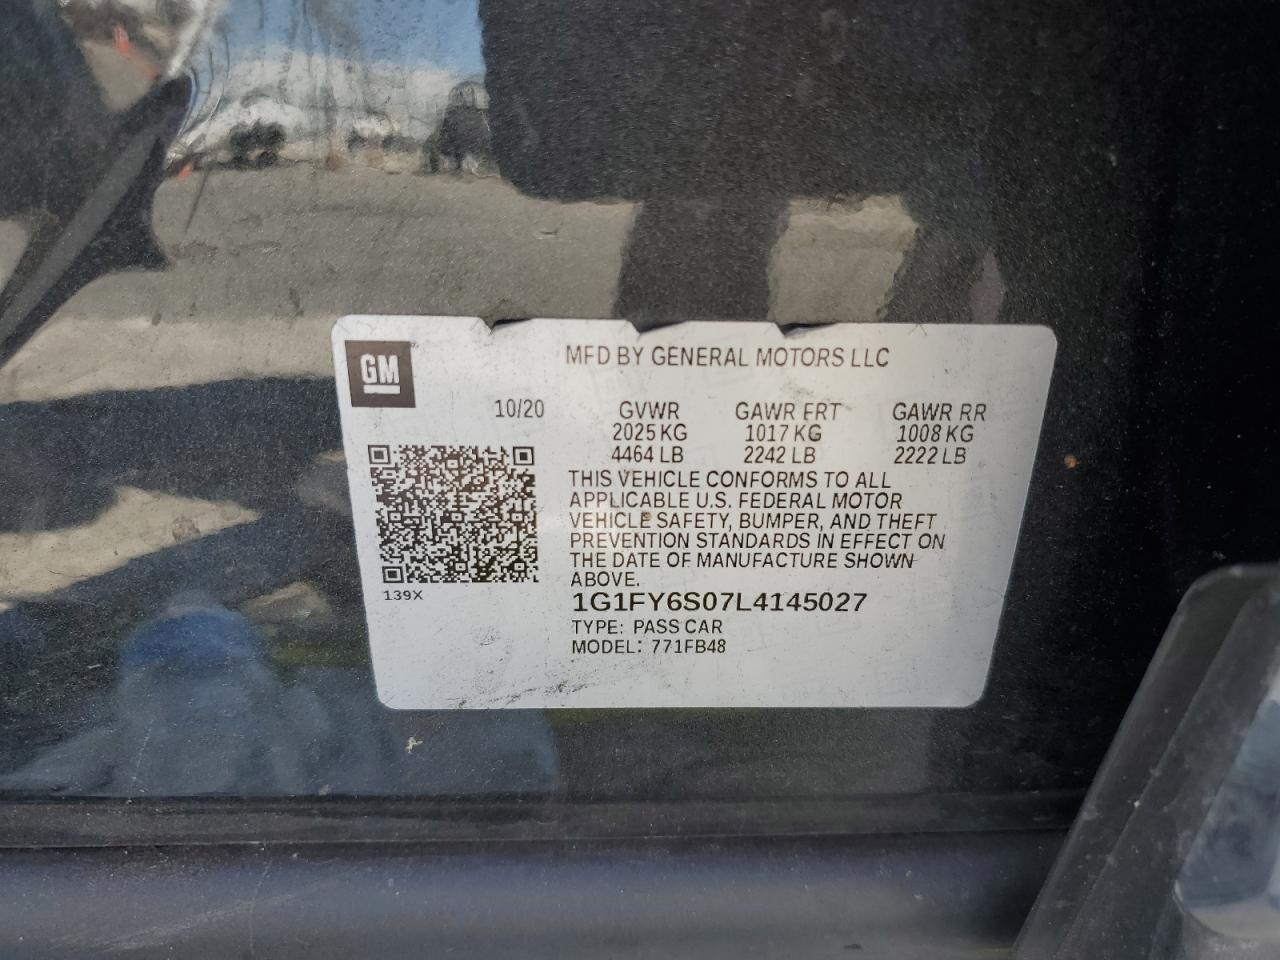 GM
MFD BY GENERAL MOTORS LLC
10/20 GVWR GAWR FRT GAWR RR
2025 KG 1017 KG 1008 KG
4464 LB 2242 LB 2222 LB
THIS VEHICLE CONFORMS TO ALL
APPLICABLE U.S. FEDERAL MOTOR
VEHICLE SAFETY, BUMPER, AND THEFT
PREVENTION STANDARDS IN EFFECT ON
THE DATE OF MANUFACTURE SHOWN
ABOVE.
139X
1G1FY6S07L4145027
TYPE: PASS CAR
MODEL: 771FB48